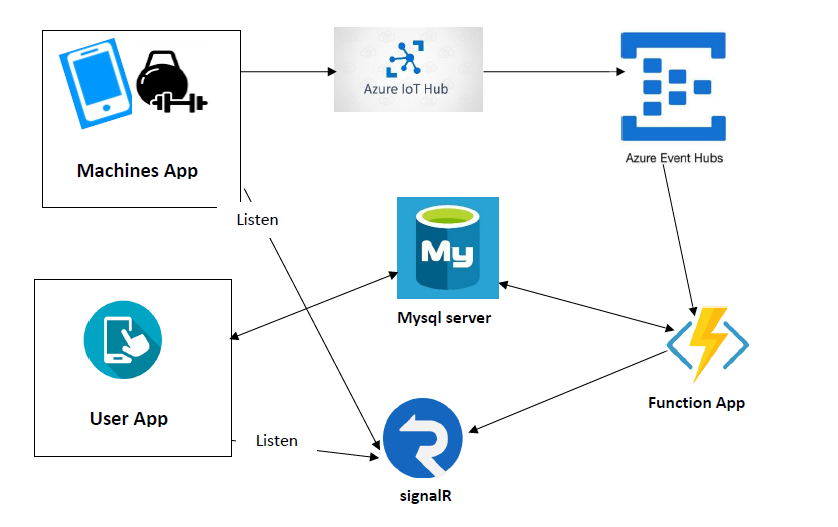 Azure IoT Hub
Azure Event Hubs
Machines App
Listen
My
Mysql server
User App
Function App
Listen
signalR